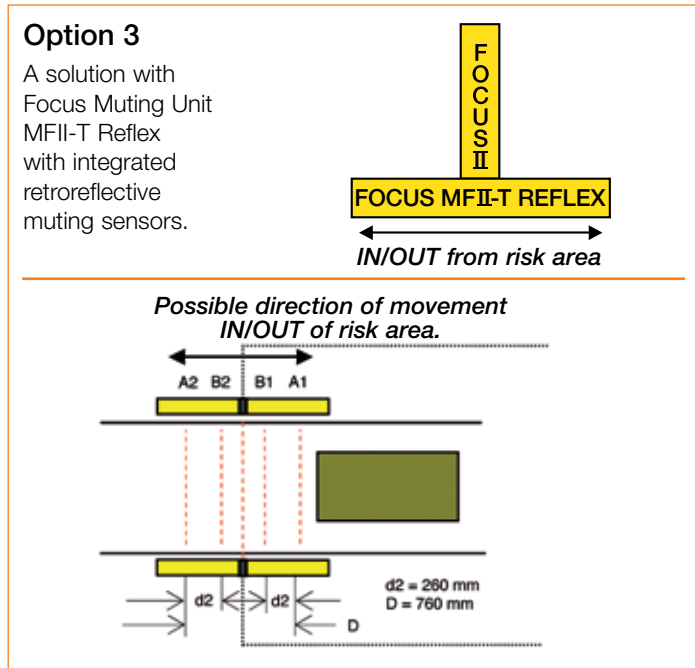 Option 3
A solution with
Focus Muting Unit
MFII-T Reflex
with integrated
retroreflective
muting sensors.
FOCUS II
FOCUS MFII-T REFLEX
IN/OUT from risk area
Possible direction of movement
IN/OUT of risk area.
A2 B2 B1 A1
d2 d2
D
d2 = 260 mm
D = 760 mm